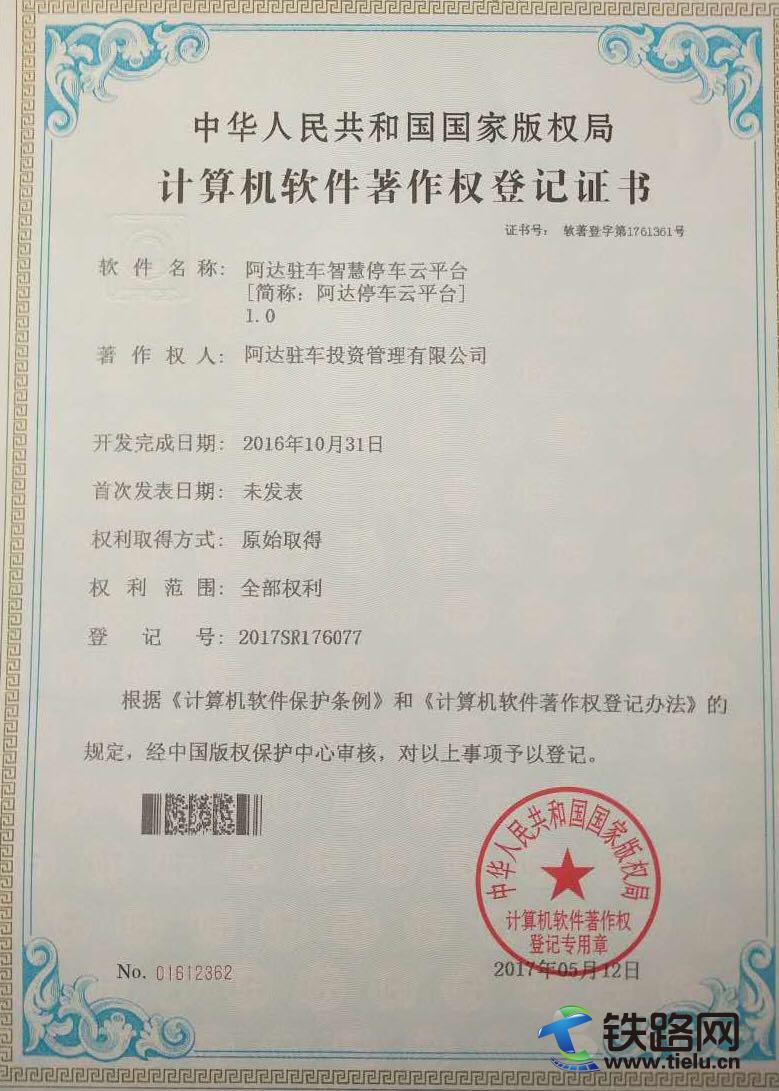 中华人民共和国国家版权局
计算机软件著作权登记证书
证书号： 软著登字第1761361号
软件名称： 阿达驻车智慧停车云平台
[简称：阿达停车云平台]
1.0
著作权人： 阿达驻车投资管理有限公司
开发完成日期： 2016年10月31日
首次发表日期： 未发表
权利取得方式： 原始取得
权利范围： 全部权利
登记号： 2017SR176077
根据《计算机软件保护条例》和《计算机软件著作权登记办法》的
规定，经中国版权保护中心审核，对以上事项予以登记。
中华人民共和国国家版权局
计算机软件著作权
登记专用章
No. 01612362
2017年05月12日
铁路网
www.tielu.cn